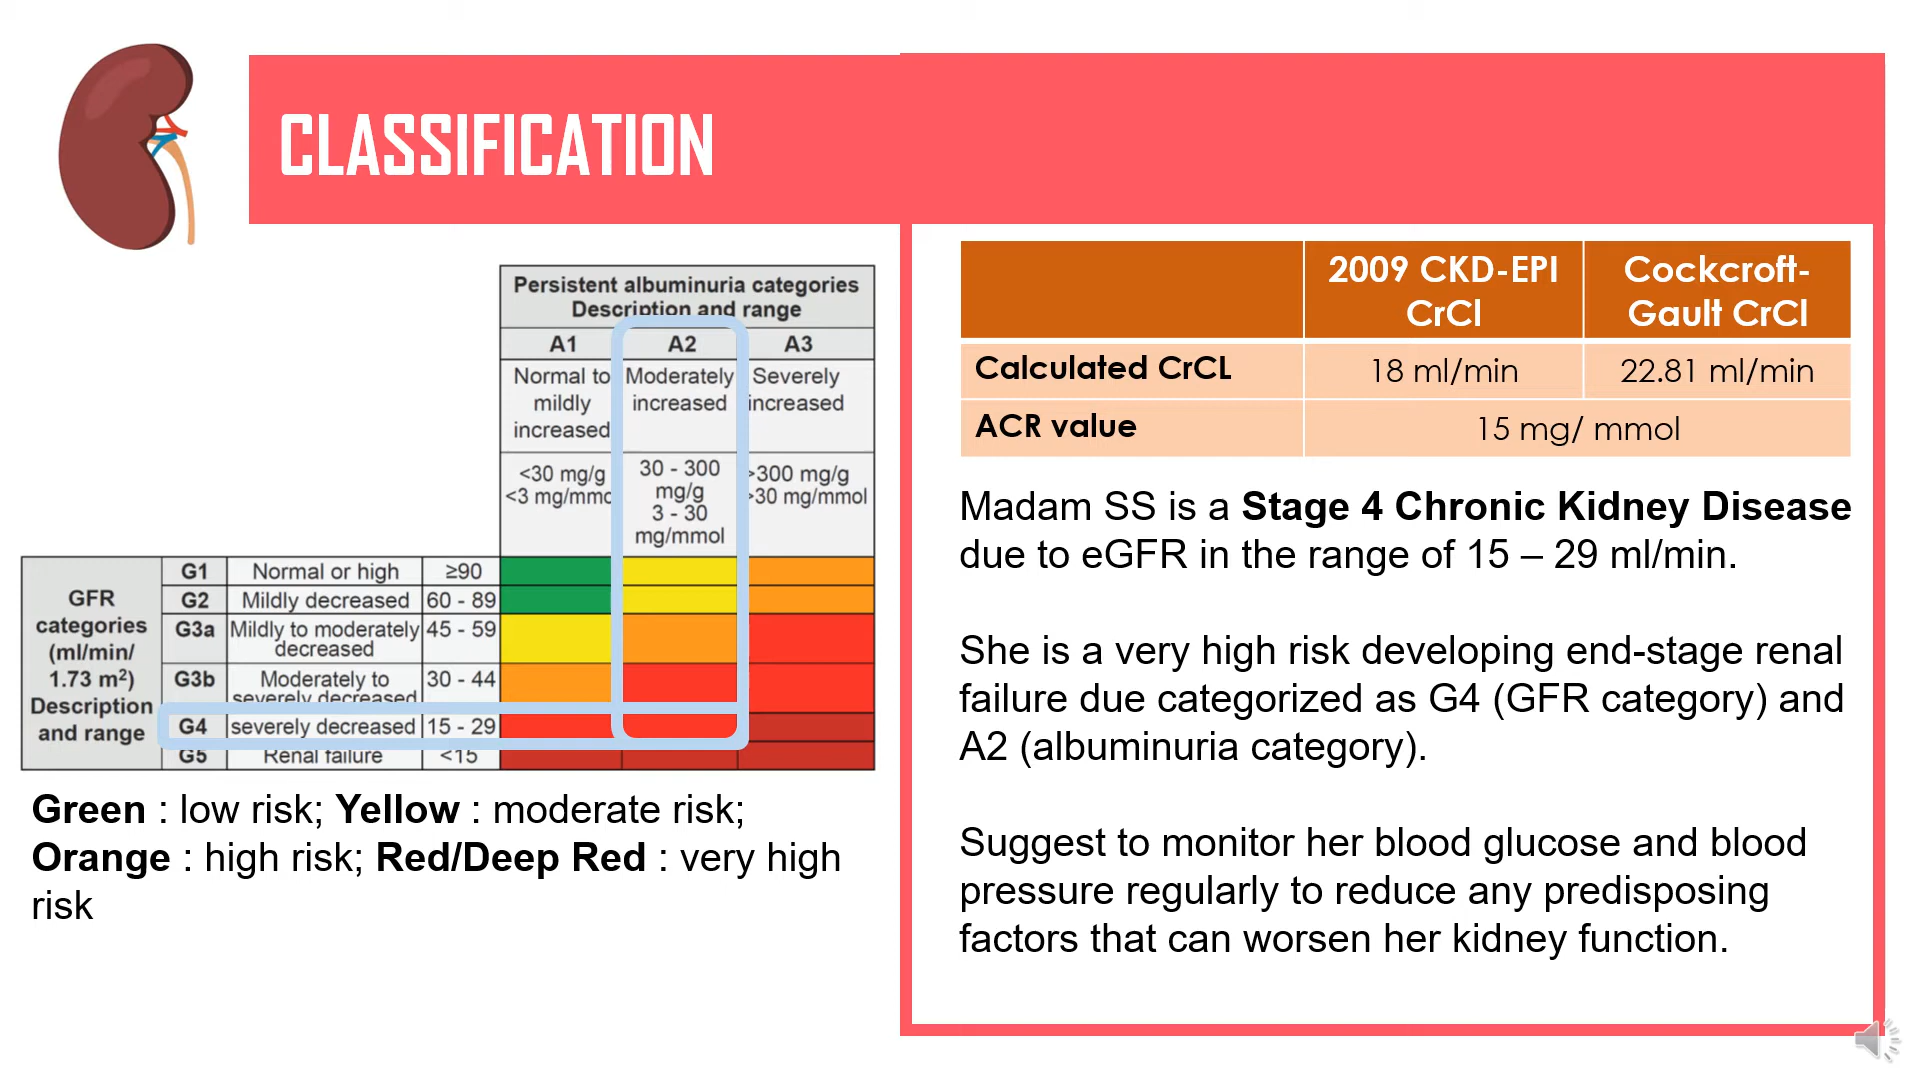 CLASSIFICATION
Persistent albuminuria categories
Description and range
A1 A2 A3
Normal to
mildly
increased
Moderately
increased
Severely
increased
<30 mg/g
<3 mg/mmo
30 - 300
mg/g
3 - 30
mg/mmol
>300 mg/g
>30 mg/mmol
GFR
categories
(ml/min/
1.73 m²)
Description
and range
G1 Normal or high ≥90
G2 Mildly decreased 60 - 89
G3a Mildly to moderately
decreased 45 - 59
G3b Moderately to
severely decreased 30 - 44
G4 severely decreased 15 - 29
G5 Renal failure <15
Green : low risk; Yellow : moderate risk;
Orange : high risk; Red/Deep Red : very high
risk
2009 CKD-EPI
CrCl
Cockcroft-
Gault CrCl
Calculated CrCL 18 ml/min 22.81 ml/min
ACR value 15 mg/ mmol
Madam SS is a Stage 4 Chronic Kidney Disease
due to eGFR in the range of 15 – 29 ml/min.
She is a very high risk developing end-stage renal
failure due categorized as G4 (GFR category) and
A2 (albuminuria category).
Suggest to monitor her blood glucose and blood
pressure regularly to reduce any predisposing
factors that can worsen her kidney function.